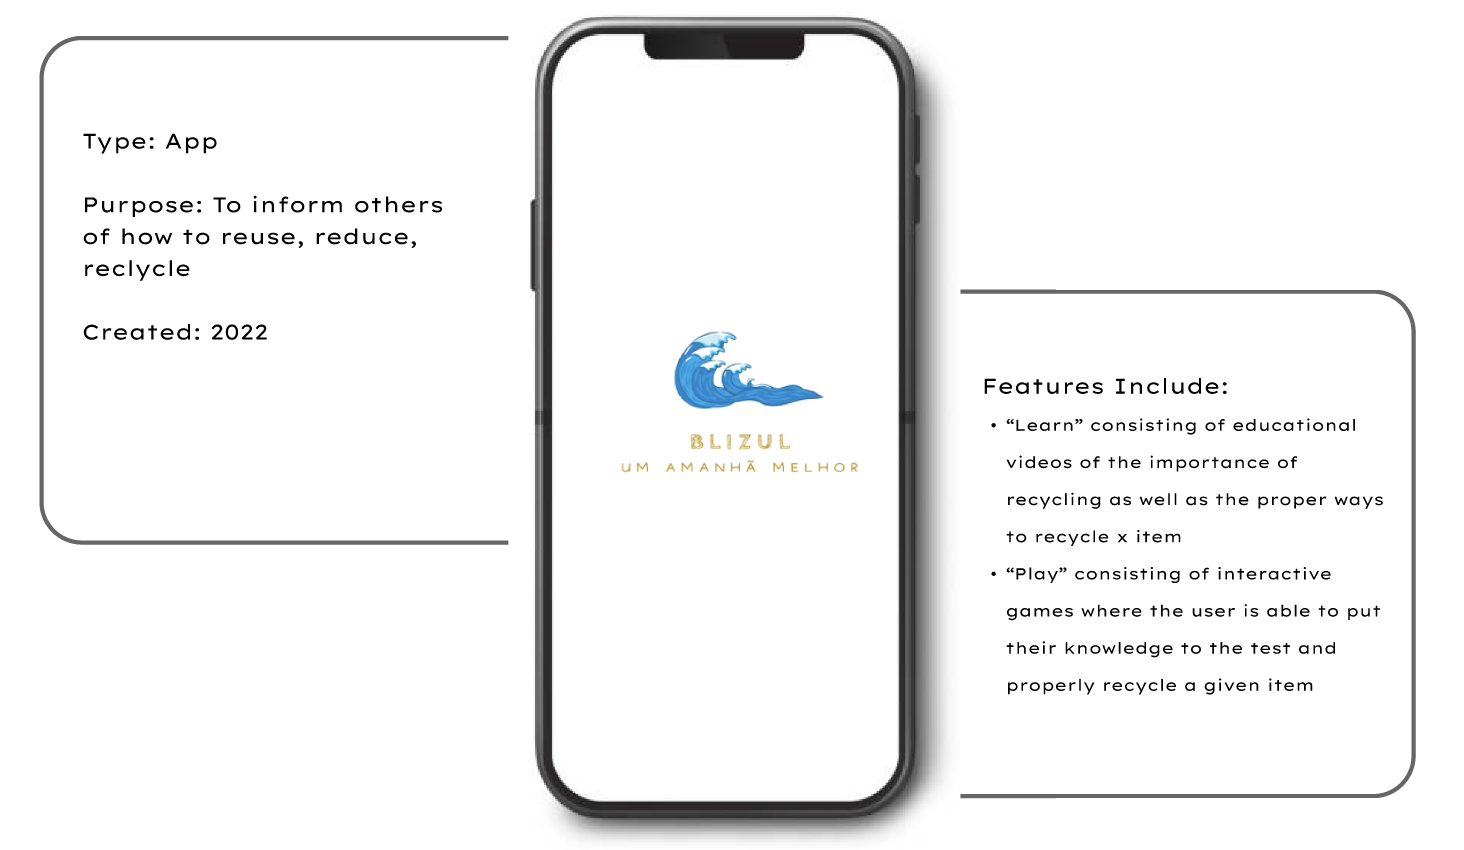 Type: App
Purpose: To inform others
of how to reuse, reduce,
reclycle
Created: 2022
BLIZUL
UM AMANHÃ MELHOR
Features Include:
• “Learn” consisting of educational
videos of the importance of
recycling as well as the proper ways
to recycle x item
• “Play” consisting of interactive
games where the user is able to put
their knowledge to the test and
properly recycle a given item